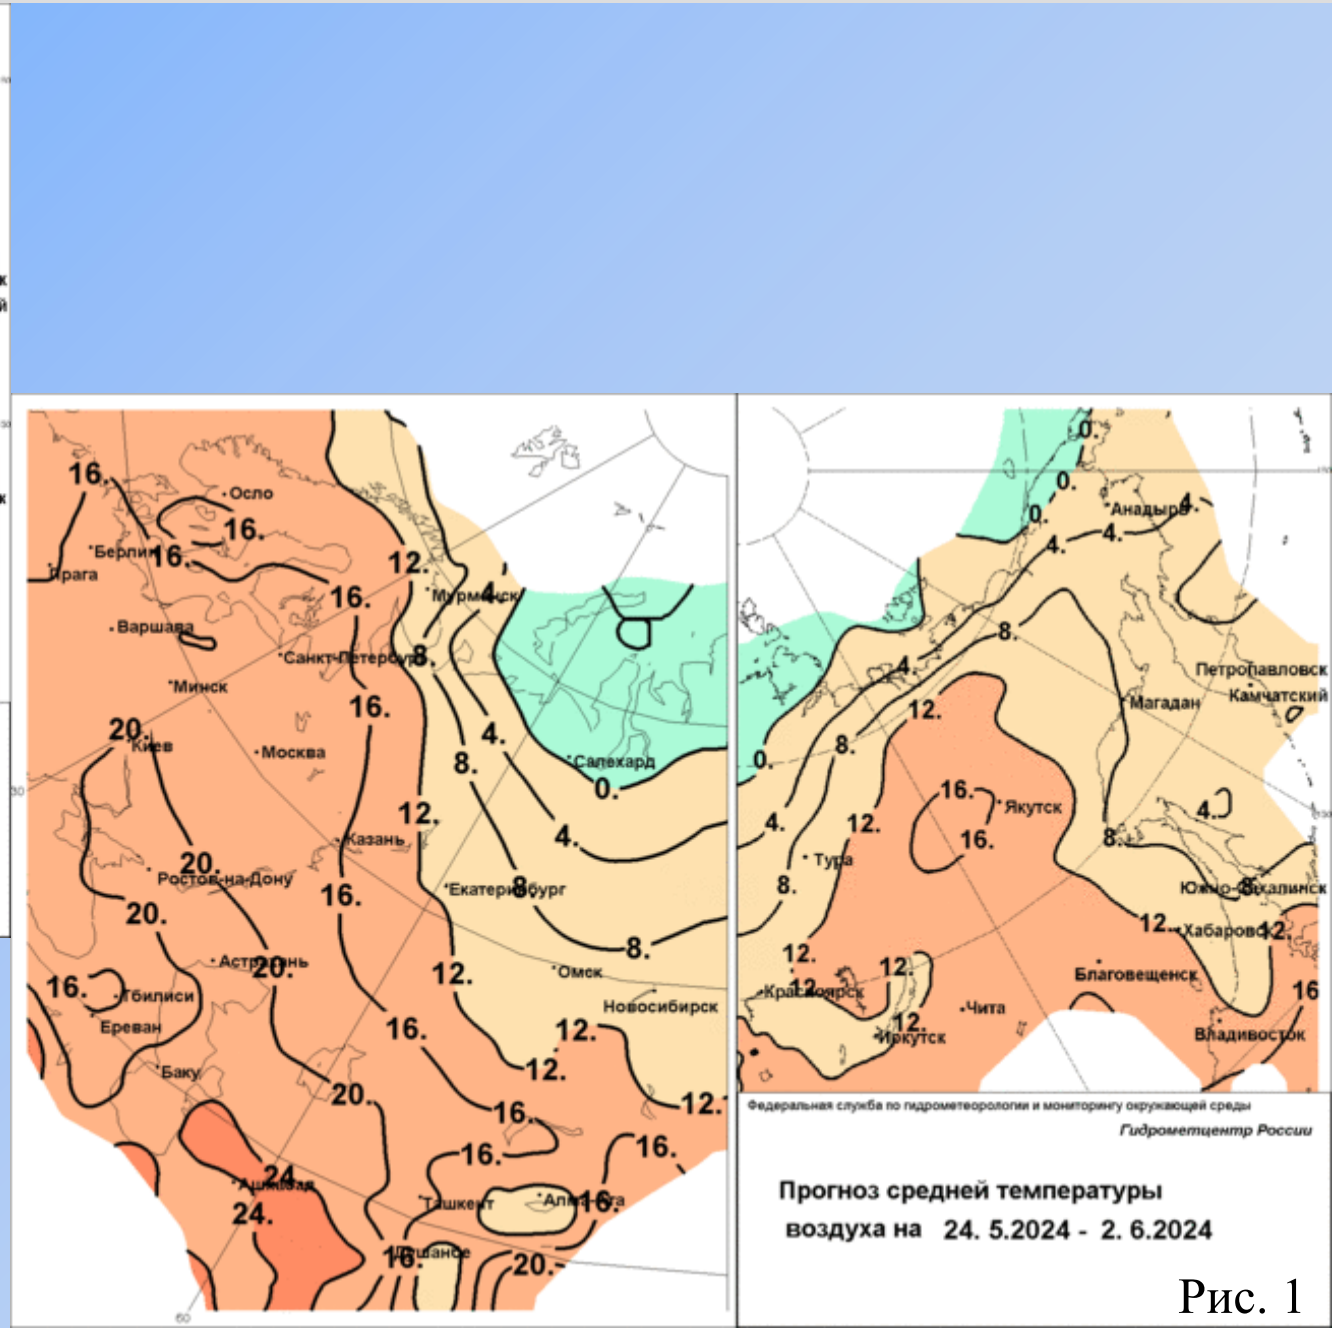 к
й
к
16.
Осло
16.
Берлин
16.
Прага
12.
Мурманск
4.
16.
Варшава
Санкт-Петербург
8.
Минск
16.
20.
Киев
Москва
4.
8.
Салехард
0.
30
12.
4.
Казань
20.
Ростов-на-Дону
16.
Екатеринбург
8.
20.
8.
Астрахань
20.
12.
Омск
16.
Тбилиси
Новосибирск
Ереван
16.
12.
Баку
12.
20.
16.
12.
16.
16.
24.
Ашхабад
Ташкент
Алма-Ата
16.
24.
16.
Душанбе
20.
60
0.
0.
0.
Анадырь
4.
4.
4.
8.
4.
Петропавловск
Камчатский
Магадан
12.
8.
0.
16.
Якутск
4.
4.
12.
16.
8.
Тура
8.
Южно-Сахалинск
8.
12.
Хабаровск
12.
12.
12.
Благовещенск
Красноярск
12.
16
Чита
12.
Иркутск
Владивосток
Федеральная служба по гидрометеорологии и мониторингу окружающей среды
Гидрометцентр России
Прогноз средней температуры
воздуха на 24. 5.2024 - 2. 6.2024
Рис. 1